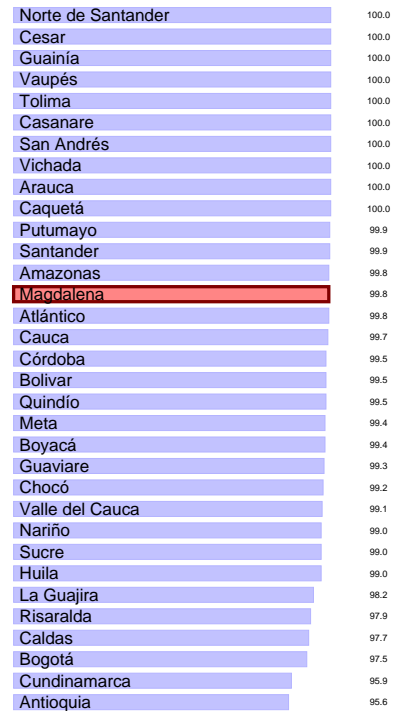 Norte de Santander 100.0
Cesar 100.0
Guainía 100.0
Vaupés 100.0
Tolima 100.0
Casanare 100.0
San Andrés 100.0
Vichada 100.0
Arauca 100.0
Caquetá 100.0
Putumayo 99.9
Santander 99.9
Amazonas 99.8
Magdalena 99.8
Atlántico 99.8
Cauca 99.7
Córdoba 99.5
Bolivar 99.5
Quindío 99.5
Meta 99.4
Boyacá 99.4
Guaviare 99.3
Chocó 99.2
Valle del Cauca 99.1
Nariño 99.0
Sucre 99.0
Huila 99.0
La Guajira 98.2
Risaralda 97.9
Caldas 97.7
Bogotá 97.5
Cundinamarca 95.9
Antioquia 95.6